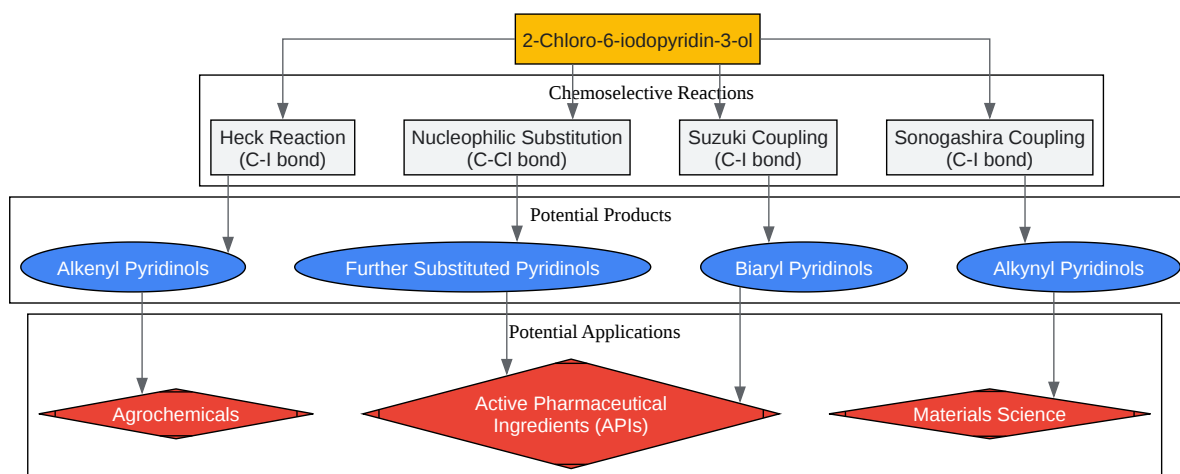 2-Chloro-6-iodopyridin-3-ol
Chemoselective Reactions
Heck Reaction
(C-I bond)
Nucleophilic Substitution
(C-Cl bond)
Suzuki Coupling
(C-I bond)
Sonogashira Coupling
(C-I bond)
Potential Products
Alkenyl Pyridinols
Further Substituted Pyridinols
Biaryl Pyridinols
Alkynyl Pyridinols
Potential Applications
Agrochemicals
Active Pharmaceutical
Ingredients (APIs)
Materials Science